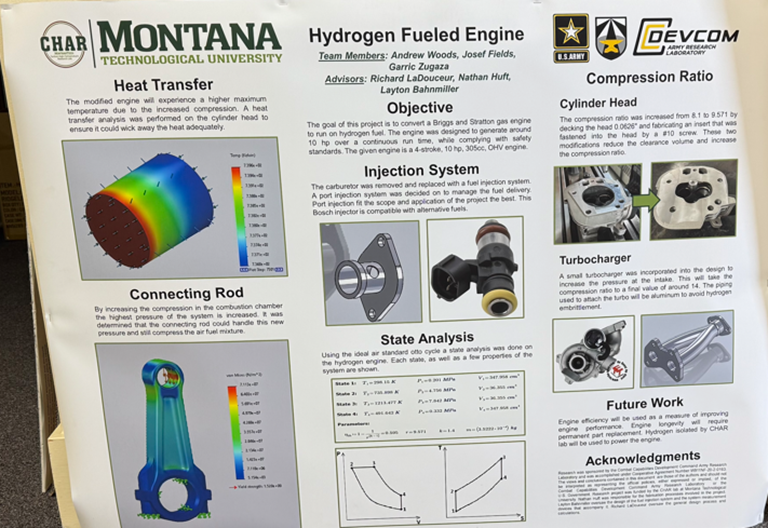 CHAR
MONTANA
TECHNOLOGICAL UNIVERSITY
Heat Transfer
The modified engine will experience a higher maximum
temperature due to the increased compression. A heat
transfer analysis was performed on the cylinder head to
ensure it could wick away the heat adequately.
Temp (Kelvin)
Connecting Rod
By increasing the compression in the combustion chamber
the highest pressure of the system is increased. It was
determined that the connecting rod could handle this new
pressure and still compress the air fuel mixture.
Hydrogen Fueled Engine
Team Members: Andrew Woods, Josef Fields,
Garric Zugaza
Advisors: Richard LaDouceur, Nathan Huft,
Layton Bahnmiller
Objective
The goal of this project is to convert a Briggs and Stratton gas engine
to run on hydrogen fuel. The engine was designed to generate around
10 hp over a continuous run time, while complying with safety
standards. The given engine is a 4-stroke, 10 hp, 305cc, OHV engine.
Injection System
The carburetor was removed and replaced with a fuel injection system.
A port injection system was decided on to manage the fuel delivery.
Port injection fit the scope and application of the project the best. This
Bosch injector is compatible with alternative fuels.
State Analysis
Using the ideal air standard otto cycle a state analysis was done on
the hydrogen engine. Each state, as well as a few properties of the
system are shown.
State 1:
State 2:
State 3:
State 4:
Parameters:
U.S.ARMY
DEVCOM
ARMY RESEARCH
LABORATORY
Compression Ratio
Cylinder Head
The compression ratio was increased from 8.1 to 9.571 by
decking the head 0.0626" and fabricating an insert that was
fastened into the head by a #10 screw. These two
modifications reduce the clearance volume and increase
the compression ratio.
Turbocharger
A small turbocharger was incorporated into the design to
increase the pressure at the intake. This will take the
compression ratio to a final value of around 14. The piping
used to attach the turbo will be aluminum to avoid hydrogen
embrittlement.
Future Work
Engine efficiency will be used as a measure of improving
engine performance. Engine longevity will require
permanent part replacement. Hydrogen isolated by CHAR
lab will be used to power the engine.
Acknowledgments